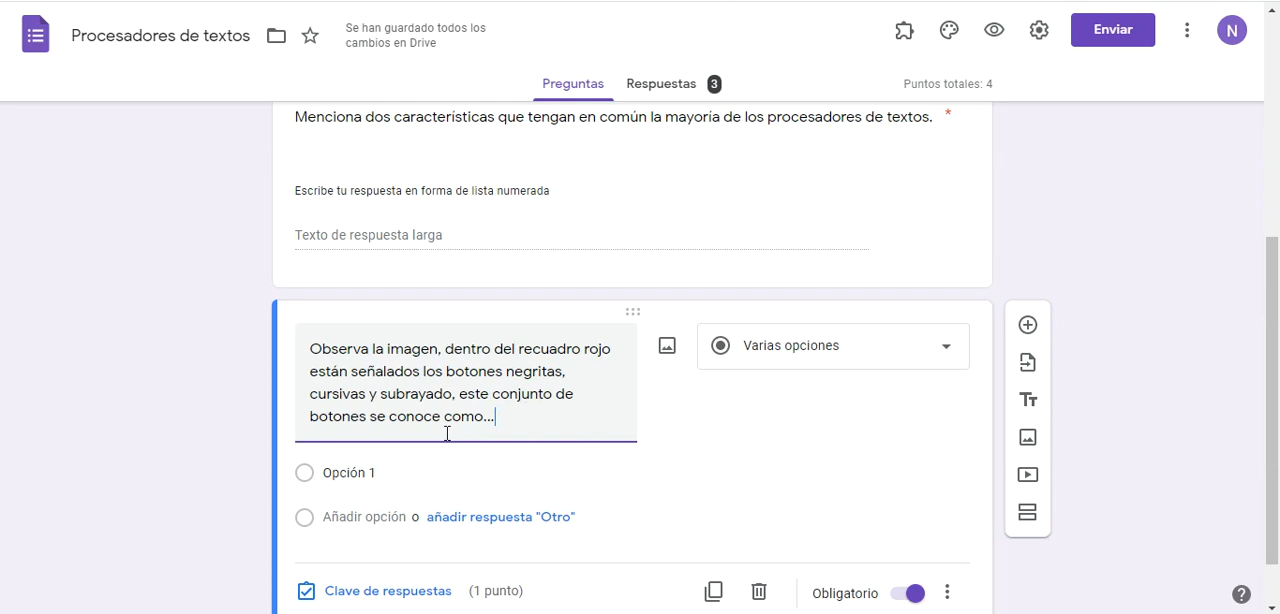 Procesadores de textos
Se han guardado todos los
cambios en Drive
Enviar
N
Preguntas
Respuestas 3
Puntos totales: 4
Menciona dos características que tengan en común la mayoría de los procesadores de textos. *
Escribe tu respuesta en forma de lista numerada
Texto de respuesta larga
Observa la imagen, dentro del recuadro rojo
están señalados los botones negritas,
cursivas y subrayado, este conjunto de
botones se conoce como...
Varias opciones
Opción 1
Añadir opción o añadir respuesta "Otro"
Clave de respuestas (1 punto)
Obligatorio